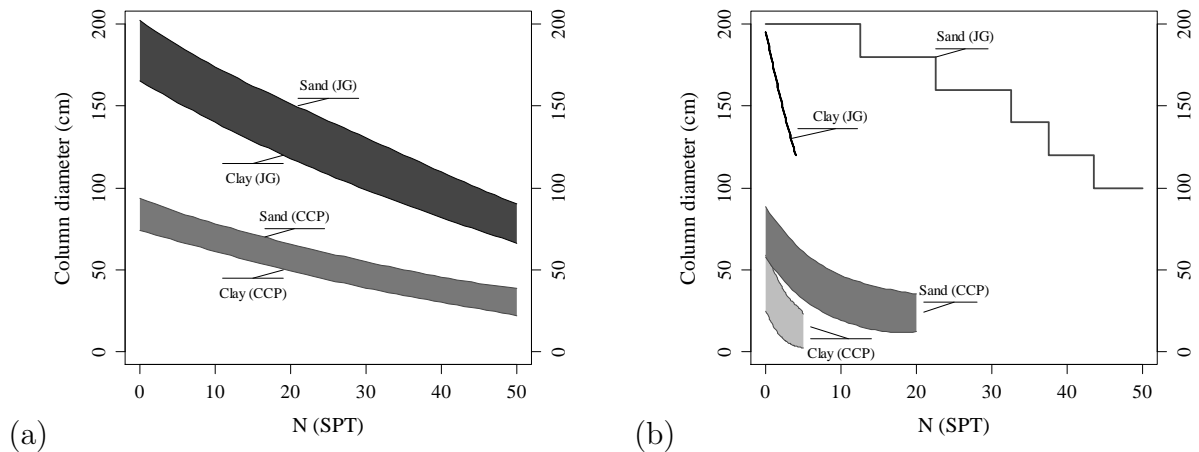 Column diameter (cm)
200
150
100
50
0
200
150
100
50
0
Sand (JG)
Clay (JG)
Sand (CCP)
Clay (CCP)
0 10 20 30 40 50
N (SPT)
(a)
Column diameter (cm)
200
150
100
50
0
200
150
100
50
0
Sand (JG)
Clay (JG)
Sand (CCP)
Clay (CCP)
0 10 20 30 40 50
N (SPT)
(b)